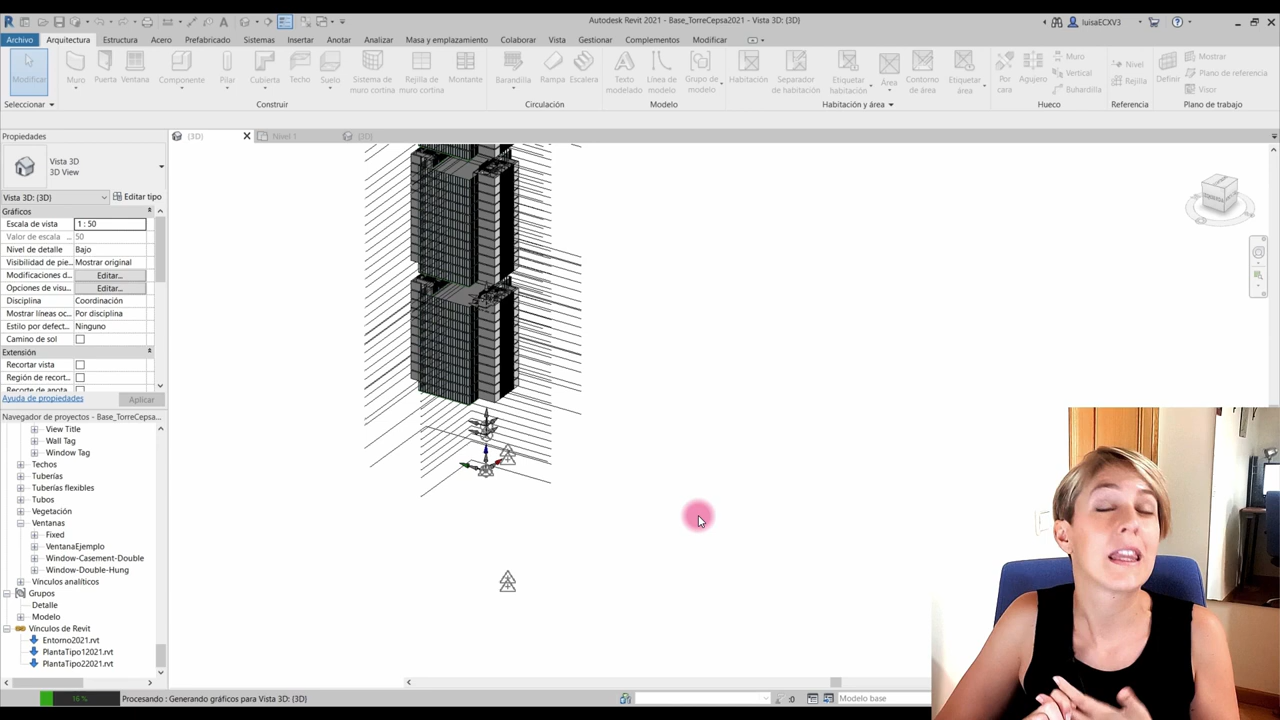 Autodesk Revit 2021 - Base_TorreCepsa2021 - Vista 3D: {3D}
luisaECXV3
Archivo Arquitectura Estructura Acero Prefabricado Sistemas Insertar Anotar Analizar Masa y emplazamiento Colaborar Vista Gestionar Complementos Modificar
Modificar
Muro
Puerta
Ventana
Componente
Pilar
Cubierta
Techo
Suelo
Sistema de
muro cortina
Rejilla de
muro cortina
Montante
Barandilla
Rampa
Escalera
Texto
modelado
Línea de
modelo
Grupo de
modelo
Habitación
Separador
de habitación
Etiquetar
habitación
Área
Contorno
de área
Etiquetar
área
Por
cara
Agujero
Muro
Vertical
Buhardilla
Nivel
Rejilla
Definir
Mostrar
Plano de referencia
Visor
Seleccionar
Construir
Circulación
Modelo
Habitación y área
Hueco
Referencia
Plano de trabajo
Propiedades
{3D}
Nivel 1
{3D}
Vista 3D
3D View
Vista 3D: {3D}
Editar tipo
Gráficos
Escala de vista 1 : 50
Valor de escala ... 50
Nivel de detalle Bajo
Visibilidad de pie... Mostrar original
Modificaciones d... Editar...
Opciones de visu... Editar...
Disciplina Coordinación
Mostrar líneas oc... Por disciplina
Estilo por defect... Ninguno
Camino de sol
Extensión
Recortar vista
Región de recort...
Recorte de anota...
Ayuda de propiedades
Aplicar
Navegador de proyectos - Base_TorreCepsa...
View Title
Wall Tag
Window Tag
Techos
Tuberías
Tuberías flexibles
Tubos
Vegetación
Ventanas
Fixed
VentanaEjemplo
Window-Casement-Double
Window-Double-Hung
Vínculos analíticos
Grupos
Detalle
Modelo
Vínculos de Revit
Entorno2021.rvt
PlantaTipo12021.rvt
PlantaTipo22021.rvt
16 %
Procesando : Generando gráficos para Vista 3D: {3D}
:0
Modelo base